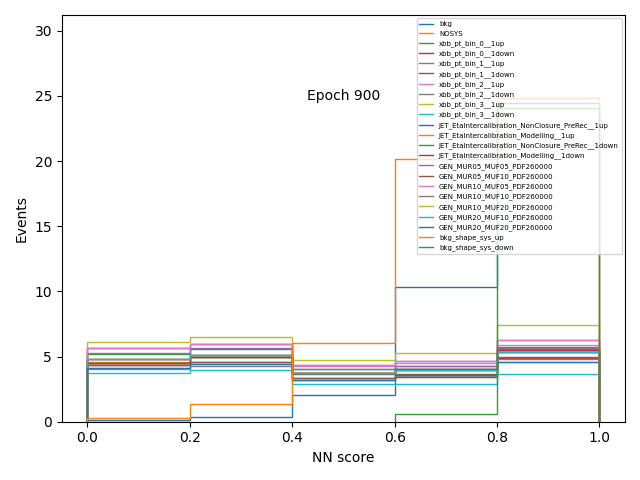 30
25
20
15
10
5
0
Events
Epoch 900
bkg
NOSYS
xbb_pt_bin_0__1up
xbb_pt_bin_0__1down
xbb_pt_bin_1__1up
xbb_pt_bin_1__1down
xbb_pt_bin_2__1up
xbb_pt_bin_2__1down
xbb_pt_bin_3__1up
xbb_pt_bin_3__1down
JET_EtaIntercalibration_NonClosure_PreRec__1up
JET_EtaIntercalibration_Modelling__1up
JET_EtaIntercalibration_NonClosure_PreRec__1down
JET_EtaIntercalibration_Modelling__1down
GEN_MUR05_MUF05_PDF260000
GEN_MUR05_MUF10_PDF260000
GEN_MUR10_MUF05_PDF260000
GEN_MUR10_MUF10_PDF260000
GEN_MUR10_MUF20_PDF260000
GEN_MUR20_MUF10_PDF260000
GEN_MUR20_MUF20_PDF260000
bkg_shape_sys_up
bkg_shape_sys_down
0.0 0.2 0.4 0.6 0.8 1.0
NN score